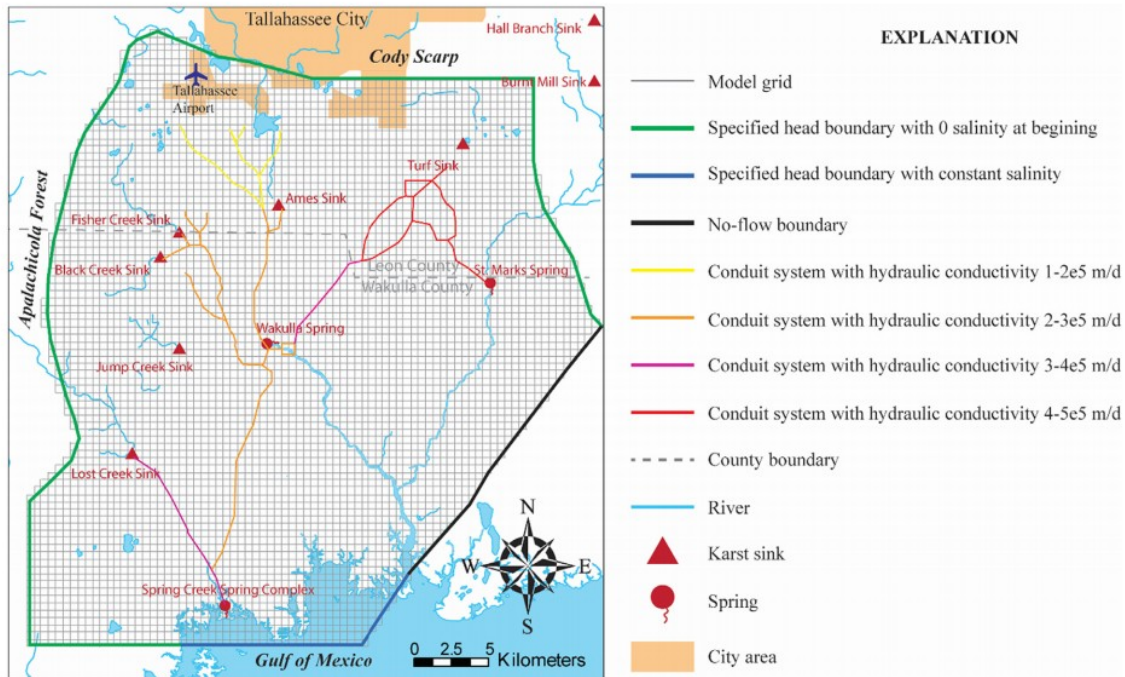 Tallahassee City
Hall Branch Sink
Cody Scarp
Burnt Mill Sink
Tallahassee
Airport
Turf Sink
Ames Sink
Apalachicola Forest
Fisher Creek Sink
Black Creek Sink
Leon County
Wakulla County
St. Marks Spring
Wakulla Spring
Jump Creek Sink
Lost Creek Sink
N
W
E
S
Spring Creek Spring Complex
Gulf of Mexico
0 2.5 5
Kilometers
EXPLANATION
Model grid
Specified head boundary with 0 salinity at begining
Specified head boundary with constant salinity
No-flow boundary
Conduit system with hydraulic conductivity 1-2e5 m/d
Conduit system with hydraulic conductivity 2-3e5 m/d
Conduit system with hydraulic conductivity 3-4e5 m/d
Conduit system with hydraulic conductivity 4-5e5 m/d
County boundary
River
Karst sink
Spring
City area